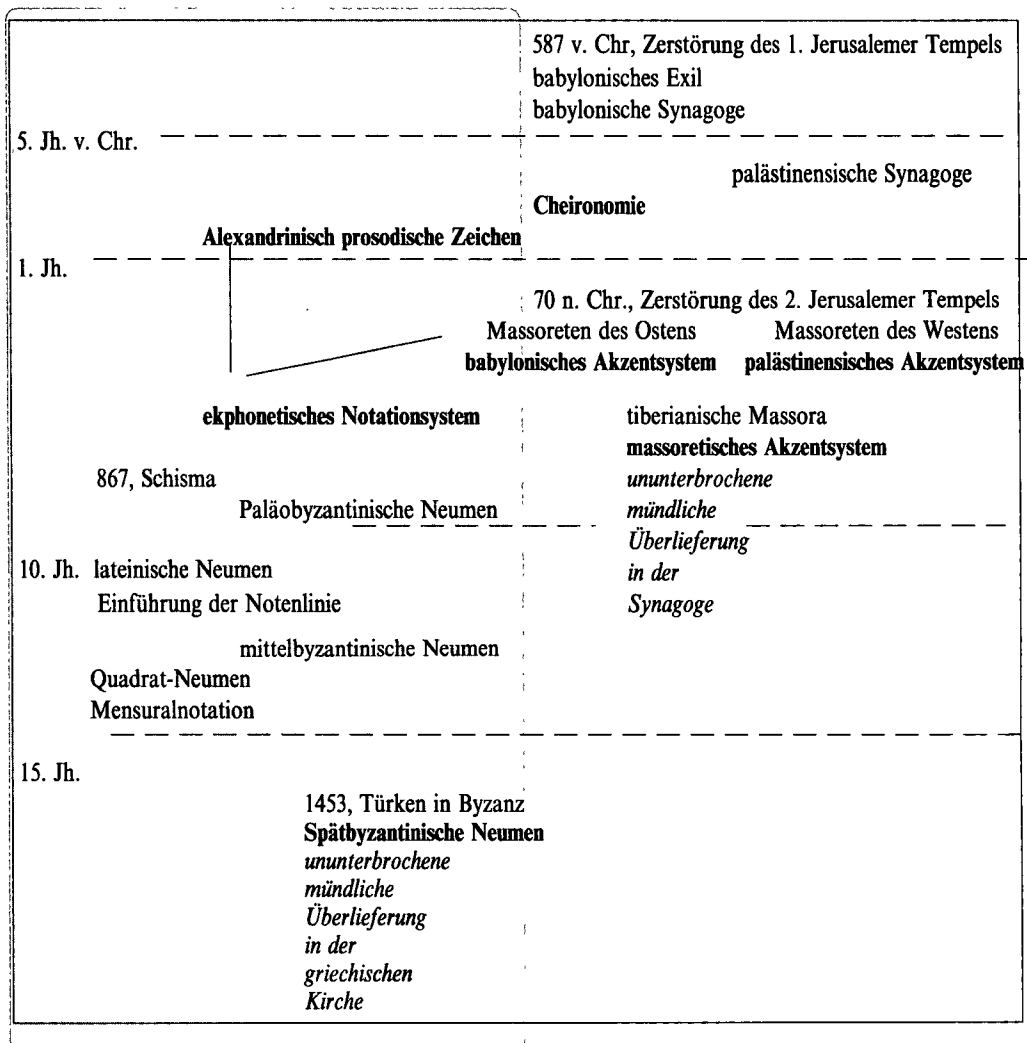 587 v. Chr, Zerstörung des 1. Jerusalemer Tempels
babylonisches Exil
babylonische Synagoge
5. Jh. v. Chr.
palästinensische Synagoge
Cheironomie
Alexandrinisch prosodische Zeichen
1. Jh.
70 n. Chr., Zerstörung des 2. Jerusalemer Tempels
Massoreten des Ostens Massoreten des Westens
babylonisches Akzentsystem palästinensisches Akzentsystem
ekphonetisches Notationsystem tiberianische Massora
massoretisches Akzentsystem
867, Schisma ununterbrochene
Paläobyzantinische Neumen mündliche
Überlieferung
10. Jh. lateinische Neumen in der
Einführung der Notenlinie Synagoge
mittelbyzantinische Neumen
Quadrat-Neumen
Mensuralnotation
15. Jh.
1453, Türken in Byzanz
Spätbyzantinische Neumen
ununterbrochene
mündliche
Überlieferung
in der
griechischen
Kirche